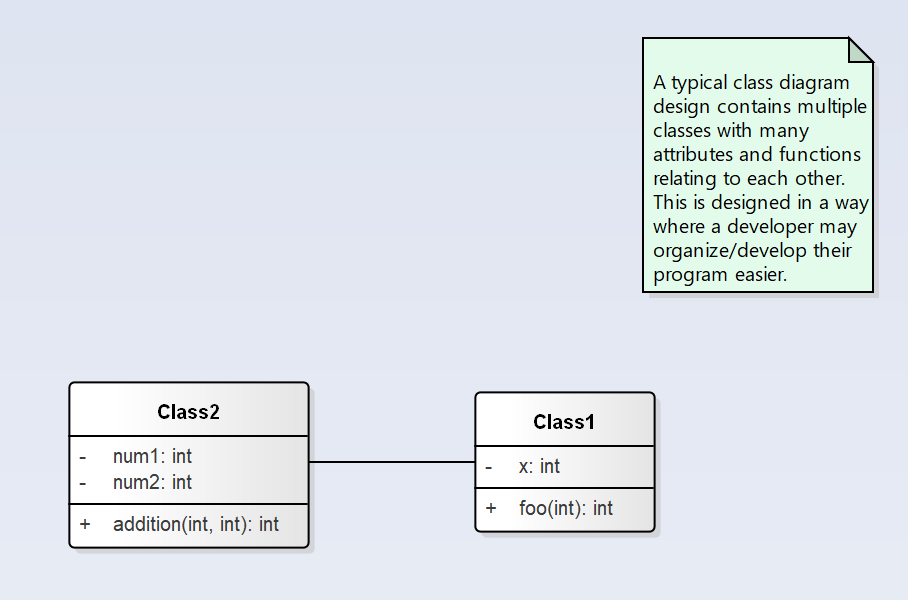 A typical class diagram
design contains multiple
classes with many
attributes and functions
relating to each other.
This is designed in a way
where a developer may
organize/develop their
program easier.
Class2
- num1: int
- num2: int
+ addition(int, int): int
Class1
- x: int
+ foo(int): int